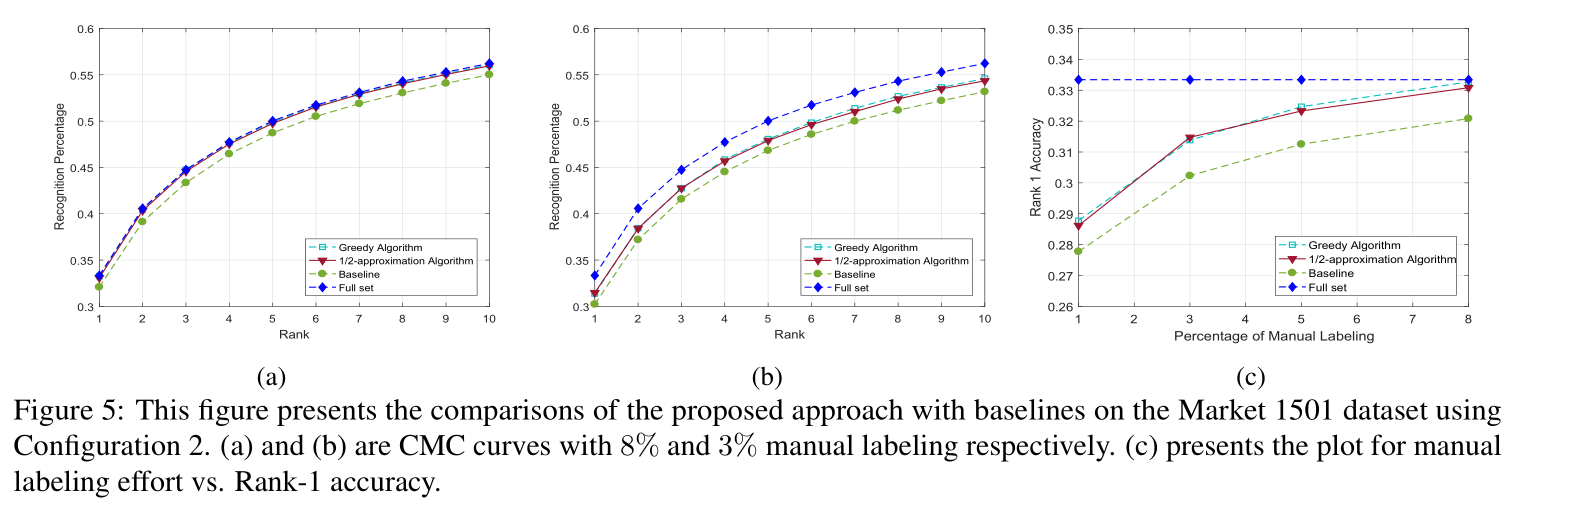 0.6
0.55
0.5
0.45
0.4
0.35
0.3
Recognition Percentage
1 2 3 4 5 6 7 8 9 10
Rank
Greedy Algorithm
1/2-approximation Algorithm
Baseline
Full set
(a)
0.6
0.55
0.5
0.45
0.4
0.35
0.3
Recognition Percentage
1 2 3 4 5 6 7 8 9 10
Rank
Greedy Algorithm
1/2-approximation Algorithm
Baseline
Full set
(b)
0.35
0.34
0.33
0.32
0.31
0.3
0.29
0.28
0.27
0.26
Rank 1 Accuracy
1 2 3 4 5 6 7 8
Percentage of Manual Labeling
Greedy Algorithm
1/2-approximation Algorithm
Baseline
Full set
(c)
Figure 5: This figure presents the comparisons of the proposed approach with baselines on the Market 1501 dataset using
Configuration 2. (a) and (b) are CMC curves with 8% and 3% manual labeling respectively. (c) presents the plot for manual
labeling effort vs. Rank-1 accuracy.